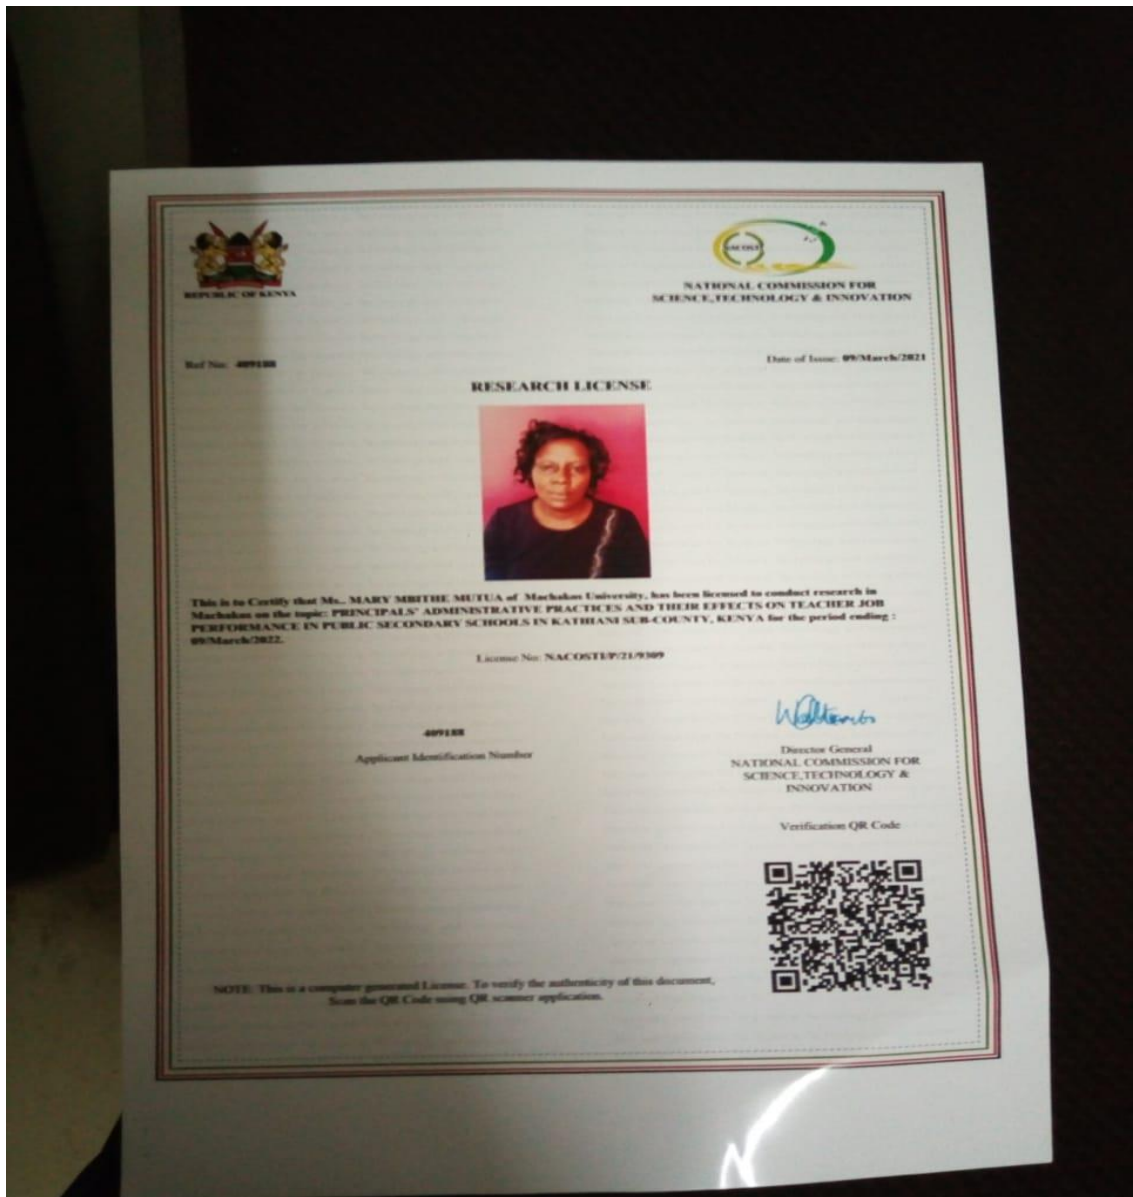 REPUBLIC OF KENYA
NACOSTI
NATIONAL COMMISSION FOR
SCIENCE,TECHNOLOGY & INNOVATION
Ref No: 409188
Date of Issue: 09/March/2021
RESEARCH LICENSE
This is to Certify that Ms.. MARY MBITHE MUTUA of Machakos University, has been licensed to conduct research in
Machakos on the topic: PRINCIPALS' ADMINISTRATIVE PRACTICES AND THEIR EFFECTS ON TEACHER JOB
PERFORMANCE IN PUBLIC SECONDARY SCHOOLS IN KATHIANI SUB-COUNTY, KENYA for the period ending :
09/March/2022.
License No: NACOSTI/P/21/9309
409188
Applicant Identification Number
Director General
NATIONAL COMMISSION FOR
SCIENCE,TECHNOLOGY &
INNOVATION
Verification QR Code
NOTE: This is a computer generated License. To verify the authenticity of this document,
Scan the QR Code using QR scanner application.